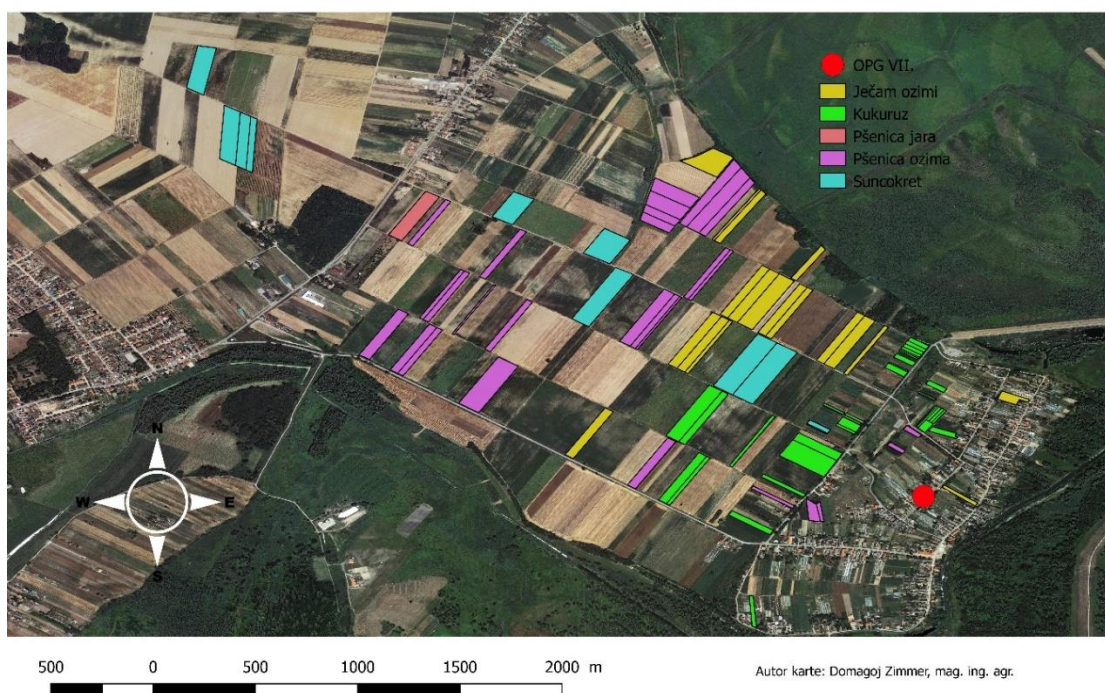 OPG VII.
Ječam ozimi
Kukuruz
Pšenica jara
Pšenica ozima
Suncokret
N
W E
S
500 0 500 1000 1500 2000 m
Autor karte: Domagoj Zimmer, mag. ing. agr.